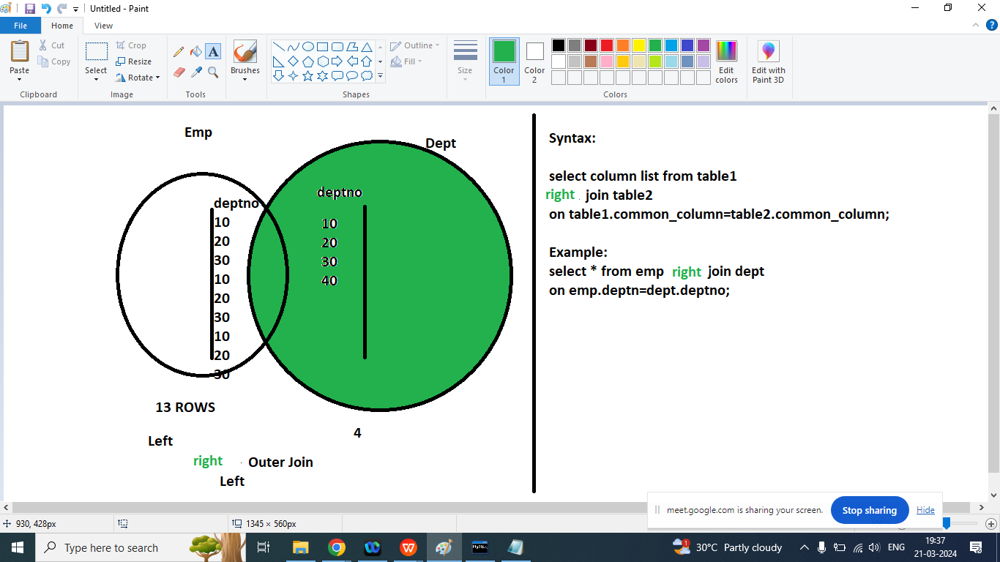 Untitled - Paint
File
Home
View
Paste
Cut
Copy
Clipboard
Select
Crop
Resize
Rotate
Image
A
Tools
Brushes
Outline
Fill
Shapes
Size
Color 1
Color 2
Edit colors
Colors
Edit with Paint 3D
Emp
Dept
deptno
10
20
30
10
20
30
10
20
30
deptno
10
20
30
40
13 ROWS
4
Left
right Outer Join
Left
Syntax:
select column list from table1
right join table2
on table1.common_column=table2.common_column;
Example:
select * from emp right join dept
on emp.deptn=dept.deptno;
meet.google.com is sharing your screen.
Stop sharing
Hide
930, 428px
1345 × 560px
Type here to search
MySQL
30°C Partly cloudy
ENG
19:37
21-03-2024